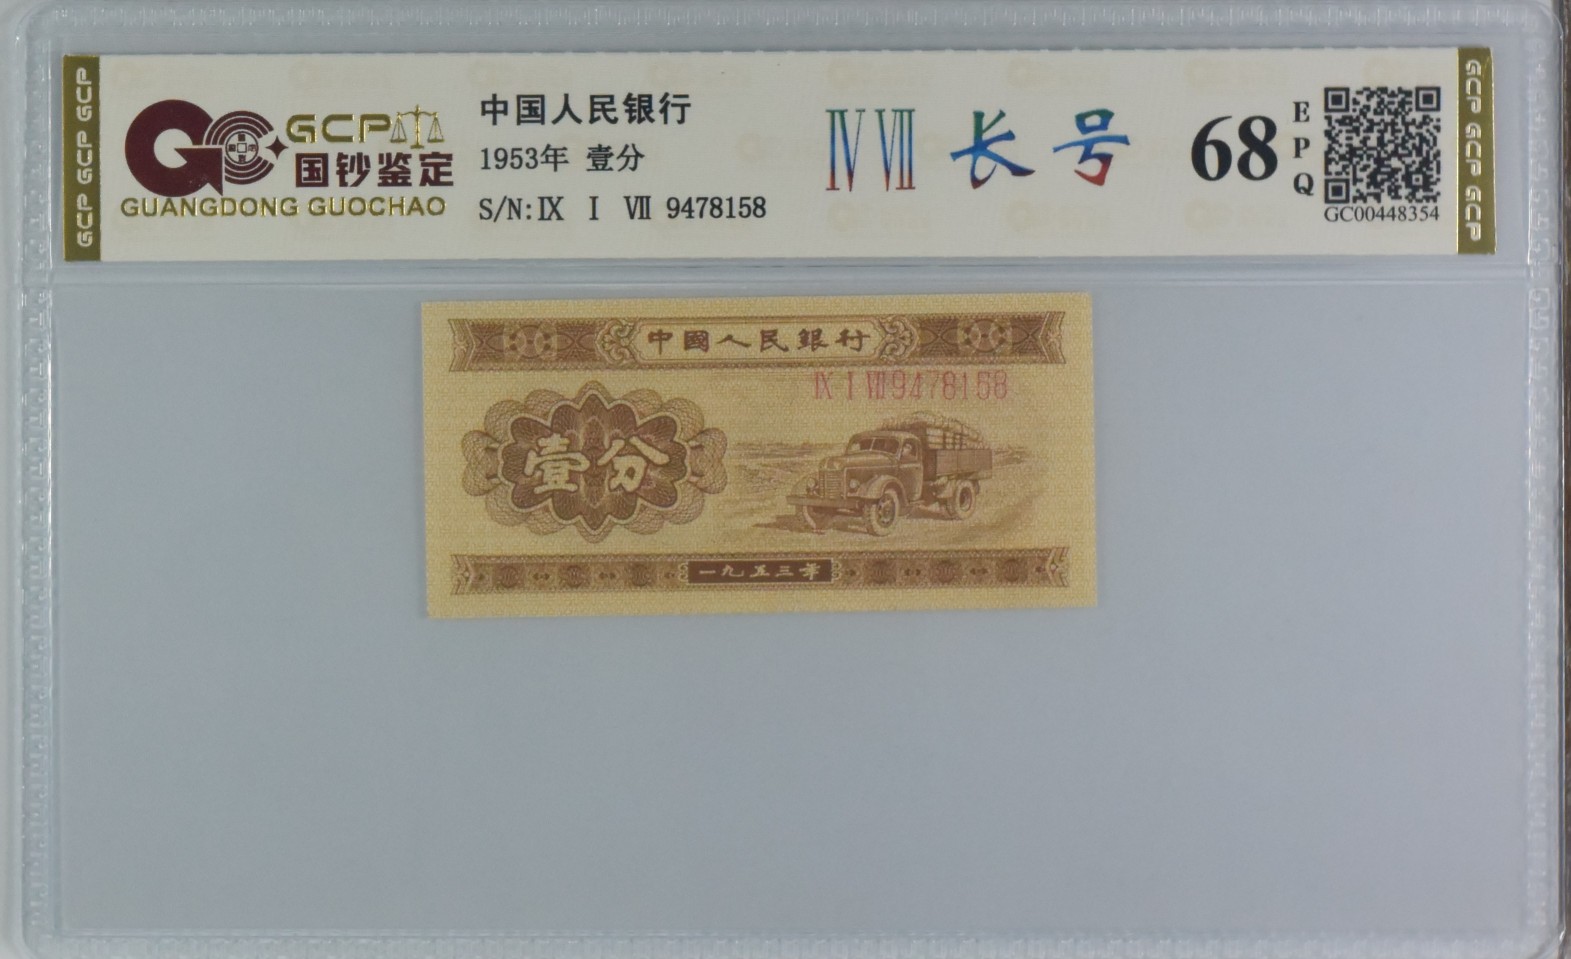 GCP GCP GCP
GCP
国钞鉴定
GUANGDONG GUOCHAO
中国人民银行
1953年 壹分
S/N:Ⅸ Ⅰ Ⅶ 9478158
ⅣⅦ 长号
68
EPQ
GC00448354
GCP GCP GCP
中國人民銀行
Ⅸ Ⅰ Ⅶ 9478158
壹分
一九五三年